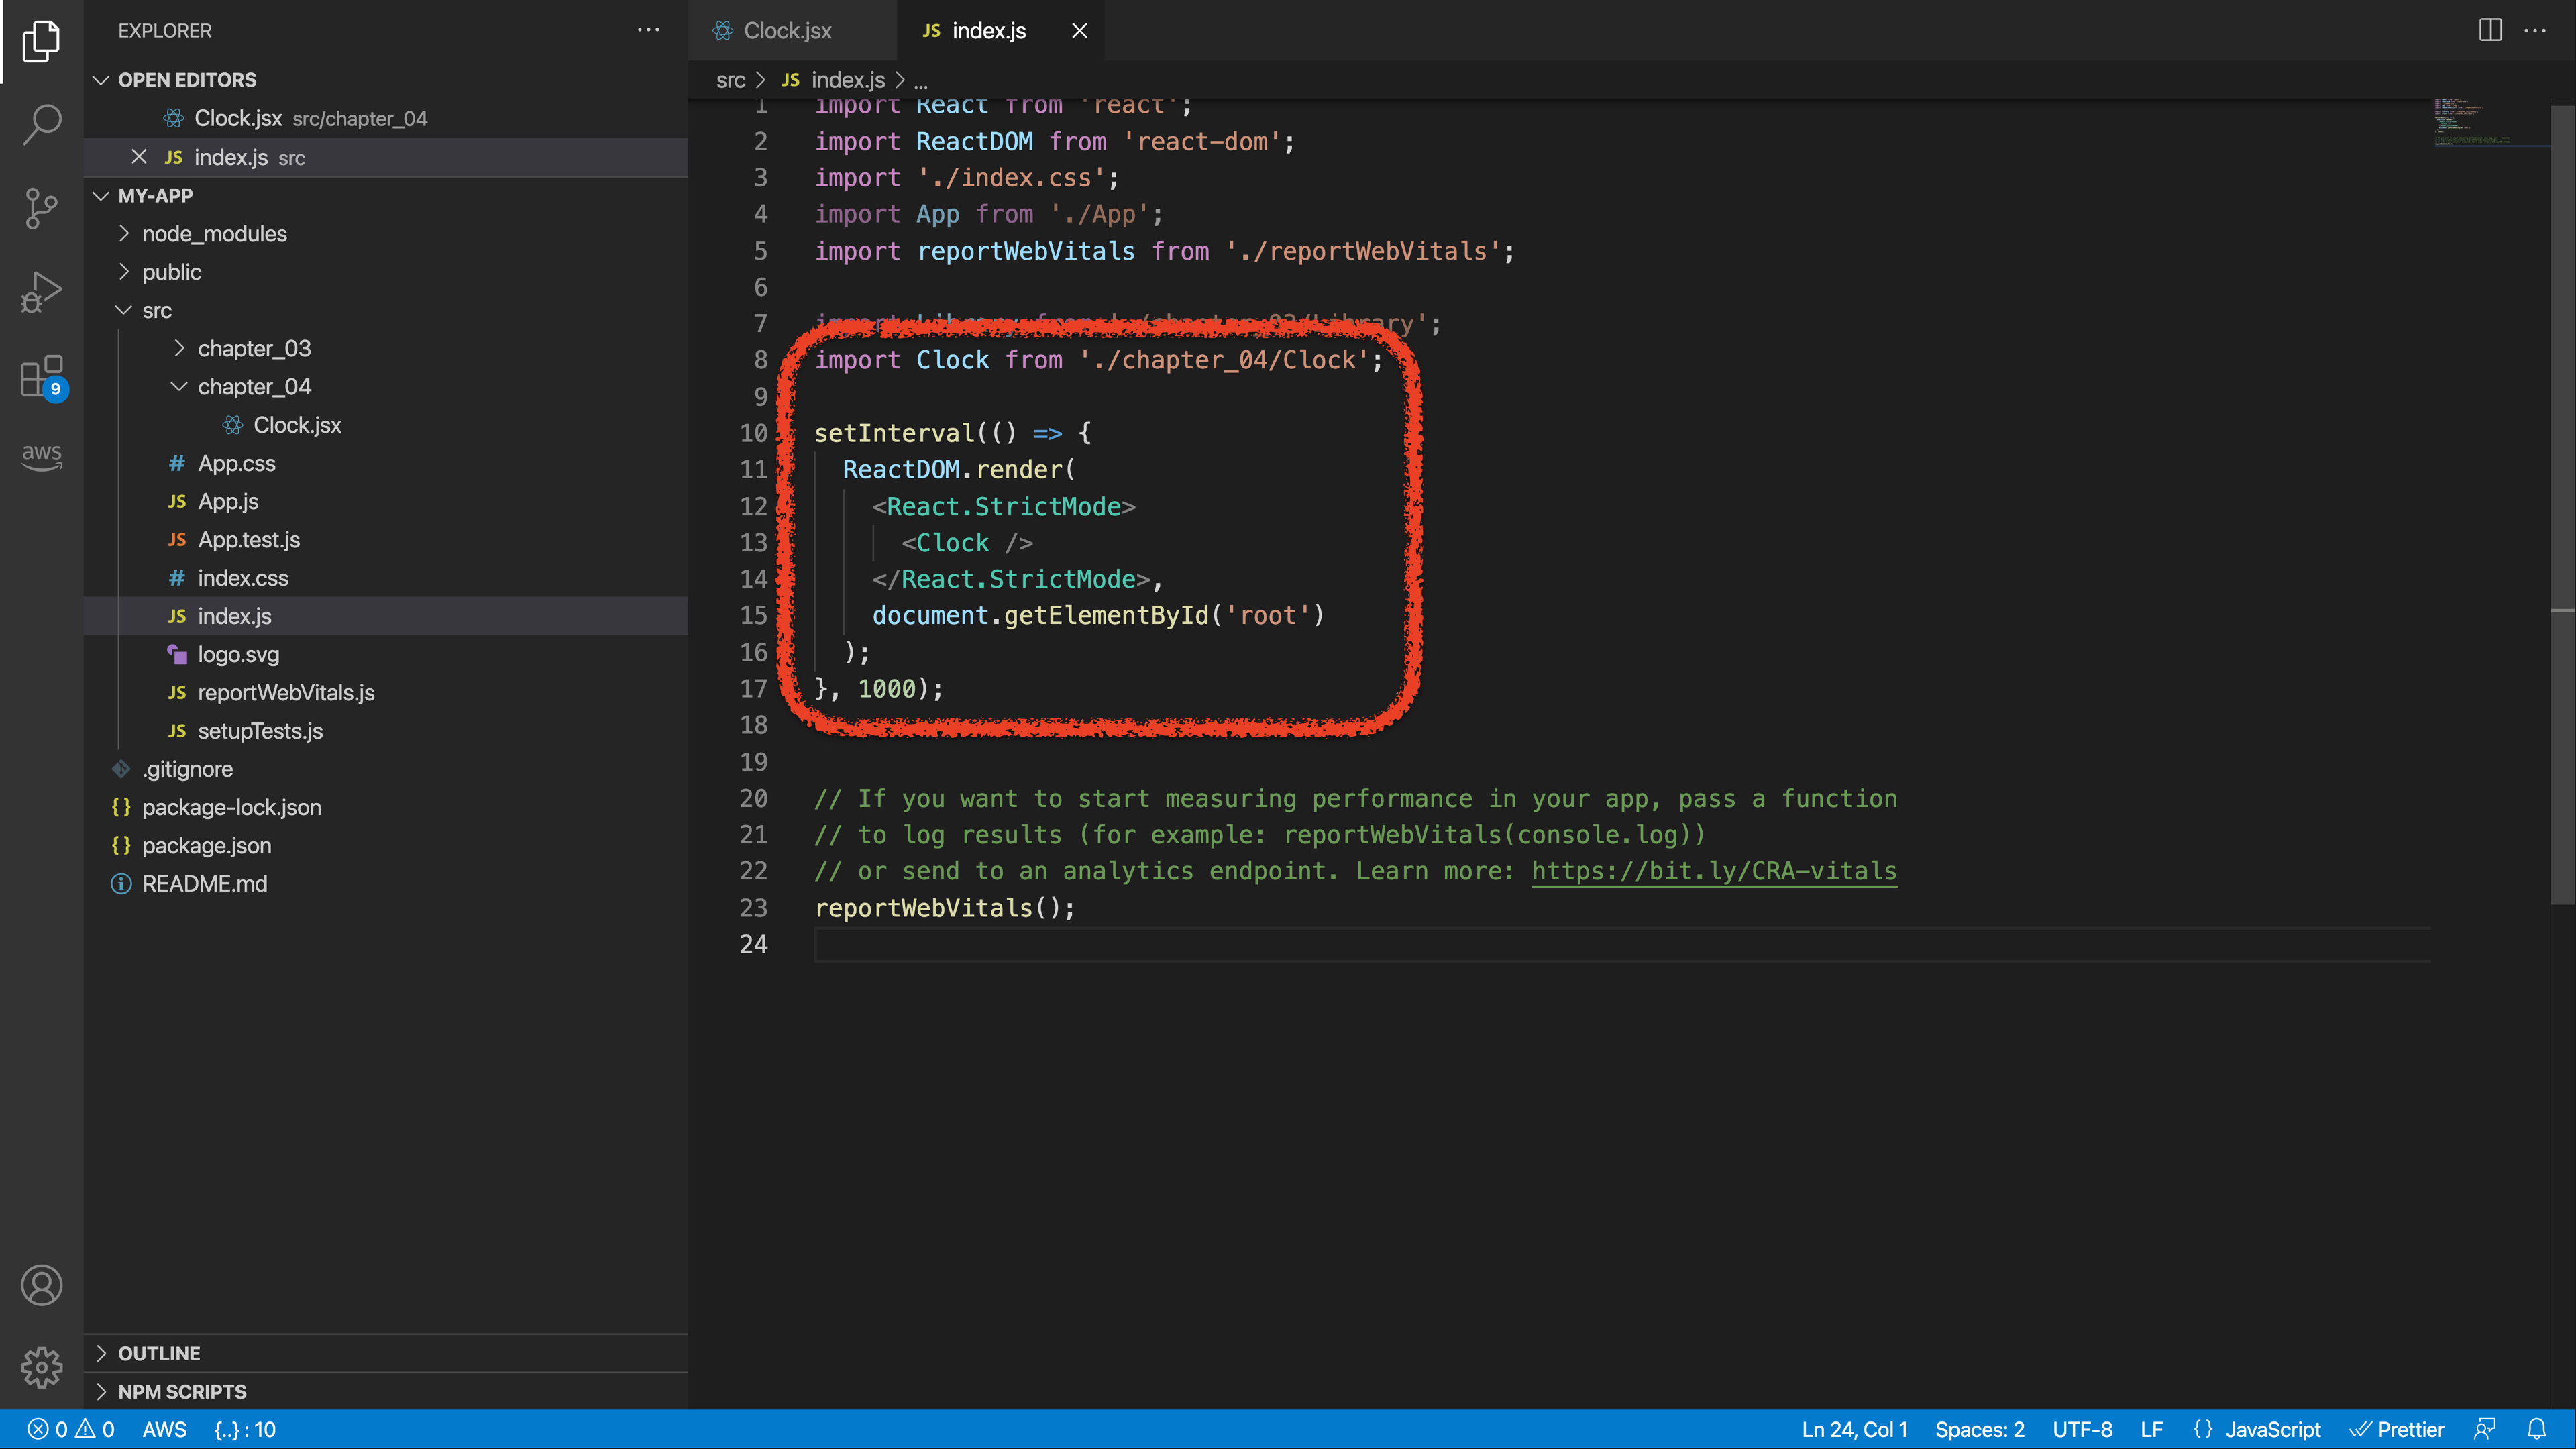 EXPLORER
OPEN EDITORS
Clock.jsx src/chapter_04
JS index.js src
MY-APP
node_modules
public
src
chapter_03
chapter_04
Clock.jsx
# App.css
JS App.js
JS App.test.js
# index.css
JS index.js
logo.svg
JS reportWebVitals.js
JS setupTests.js
.gitignore
{} package-lock.json
{} package.json
README.md
OUTLINE
NPM SCRIPTS
9
aws
Clock.jsx
JS index.js
src > JS index.js > ...
1 import React from 'react';
2 import ReactDOM from 'react-dom';
3 import './index.css';
4 import App from './App';
5 import reportWebVitals from './reportWebVitals';
6
7 import Library from './chapter_03/Library';
8 import Clock from './chapter_04/Clock';
9
10 setInterval(() => {
11 ReactDOM.render(
12 <React.StrictMode>
13 <Clock />
14 </React.StrictMode>,
15 document.getElementById('root')
16 );
17 }, 1000);
18
19
20 // If you want to start measuring performance in your app, pass a function
21 // to log results (for example: reportWebVitals(console.log))
22 // or send to an analytics endpoint. Learn more: https://bit.ly/CRA-vitals
23 reportWebVitals();
24
0 0 AWS {..} : 10
Ln 24, Col 1 Spaces: 2 UTF-8 LF {} JavaScript Prettier